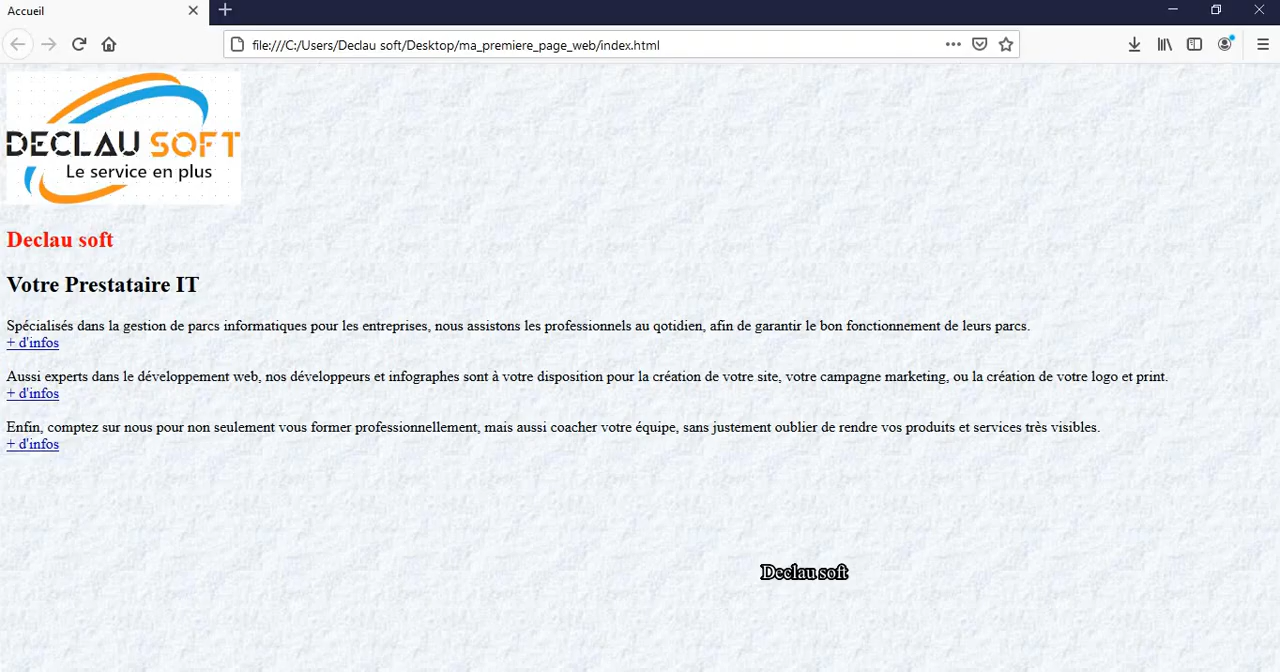 Accueil
file:///C:/Users/Declau soft/Desktop/ma_premiere_page_web/index.html
DECLAU SOFT
Le service en plus
Declau soft
Votre Prestataire IT
Spécialisés dans la gestion de parcs informatiques pour les entreprises, nous assistons les professionnels au qotidien, afin de garantir le bon fonctionnement de leurs parcs.
+ d'infos
Aussi experts dans le développement web, nos développeurs et infographes sont à votre disposition pour la création de votre site, votre campagne marketing, ou la création de votre logo et print.
+ d'infos
Enfin, comptez sur nous pour non seulement vous former professionnellement, mais aussi coacher votre équipe, sans justement oublier de rendre vos produits et services très visibles.
+ d'infos
Declau soft